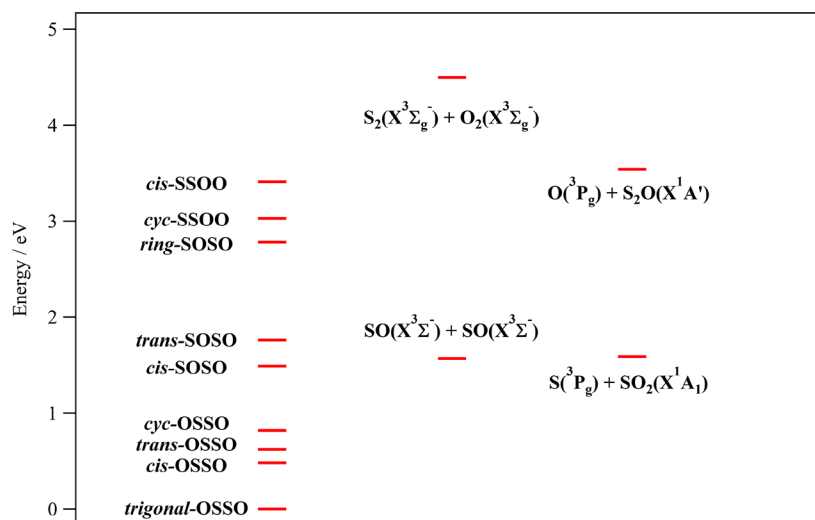 5
S₂(X³Σg⁻) + O₂(X³Σg⁻)
4
cis-SSOO
O(³Pg) + S₂O(X¹A')
cyc-SSOO
3
ring-SOSO
Energy / eV
2
SO(X³Σ⁻) + SO(X³Σ⁻)
trans-SOSO
cis-SOSO
S(³Pg) + SO₂(X¹A₁)
1
cyc-OSSO
trans-OSSO
cis-OSSO
0
trigonal-OSSO